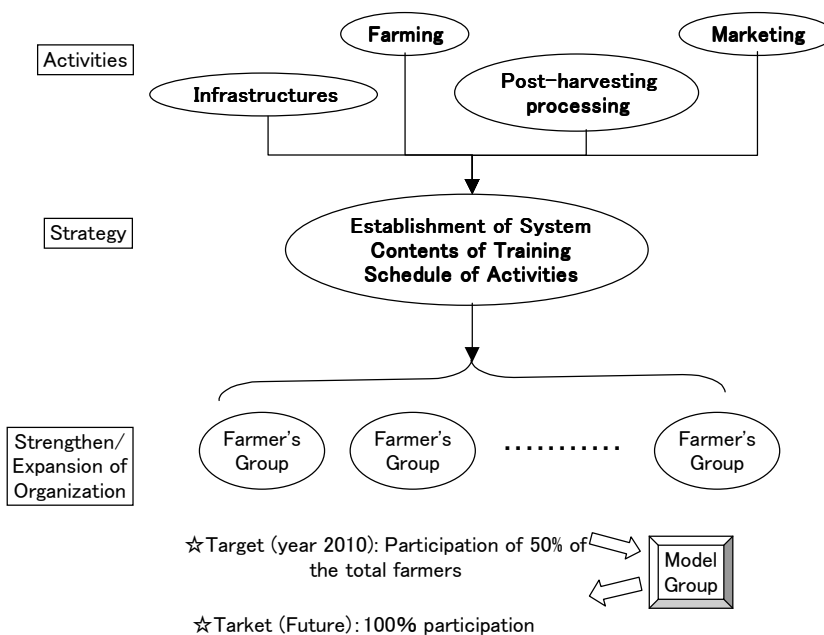 Activities
Farming
Marketing
Infrastructures
Post-harvesting
processing
Strategy
Establishment of System
Contents of Training
Schedule of Activities
Strengthen/
Expansion of
Organization
Farmer's
Group
Farmer's
Group
...........
Farmer's
Group
☆Target (year 2010): Participation of 50% of
the total farmers
Model
Group
☆Tarket (Future): 100% participation